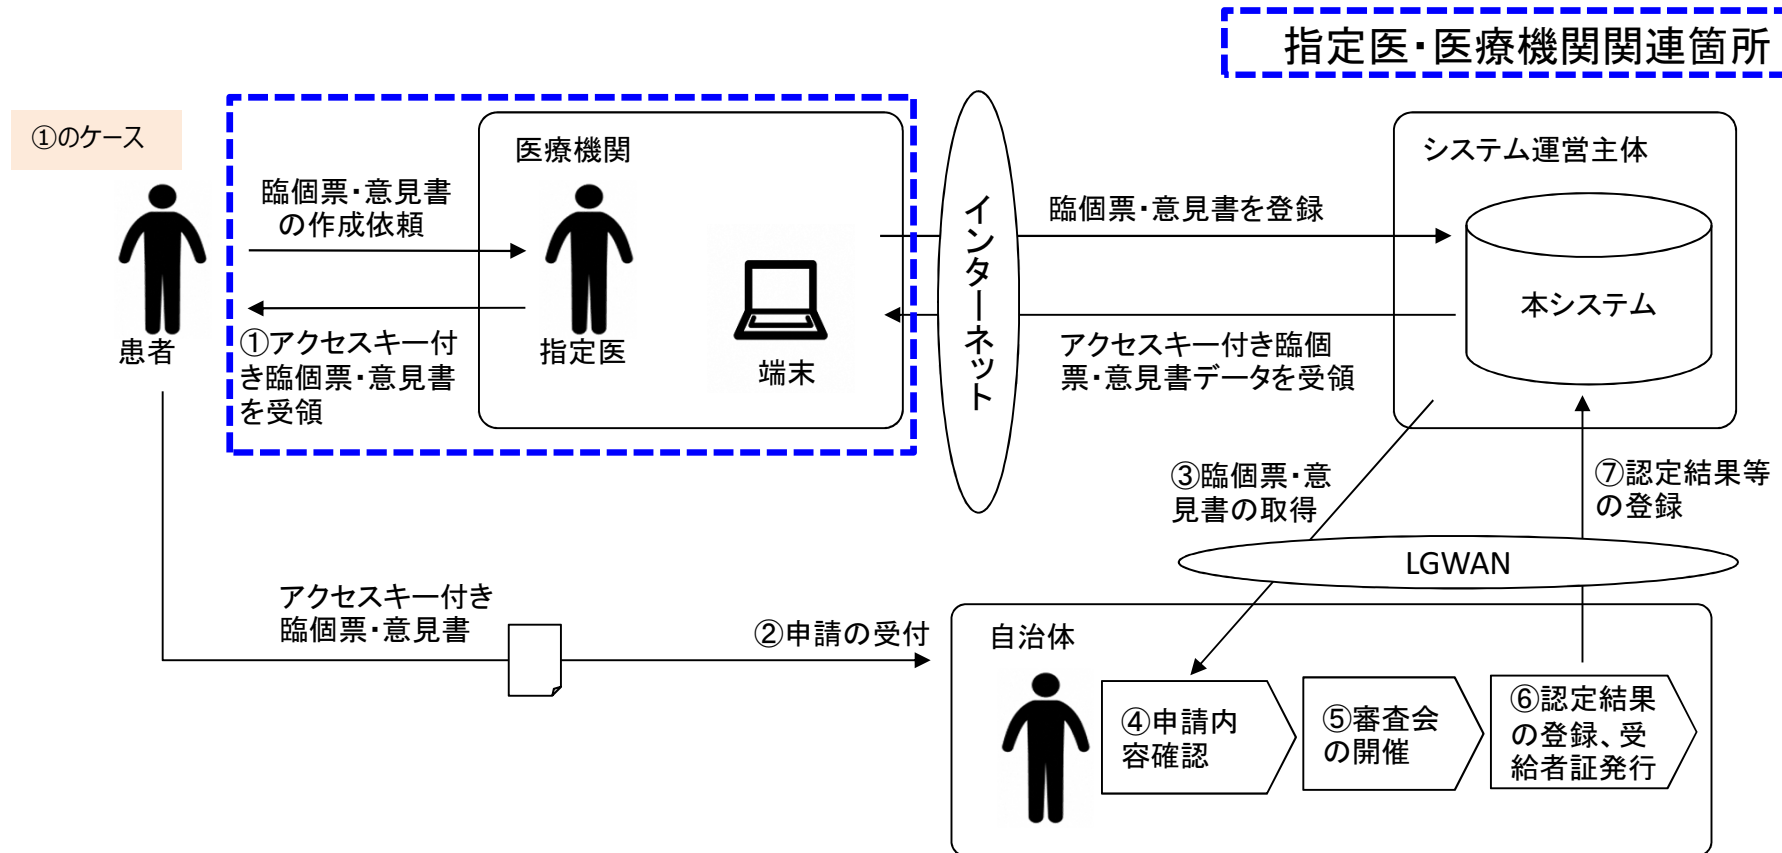 指定医・医療機関関連箇所
①のケース
患者
臨個票・意見書
の作成依頼
①アクセスキー付
き臨個票・意見書
を受領
医療機関
指定医
端末
インターネット
臨個票・意見書を登録
アクセスキー付き臨個
票・意見書データを受領
システム運営主体
本システム
③臨個票・意
見書の取得
⑦認定結果等
の登録
LGWAN
アクセスキー付き
臨個票・意見書
②申請の受付
自治体
④申請内
容確認
⑤審査会
の開催
⑥認定結果
の登録、受
給者証発行